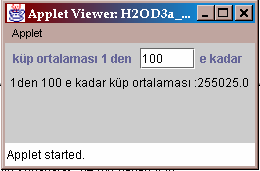 Applet Viewer: H2OD3a_...
Applet
küp ortalaması 1 den 100 e kadar
1den 100 e kadar küp ortalaması :255025.0
Applet started.